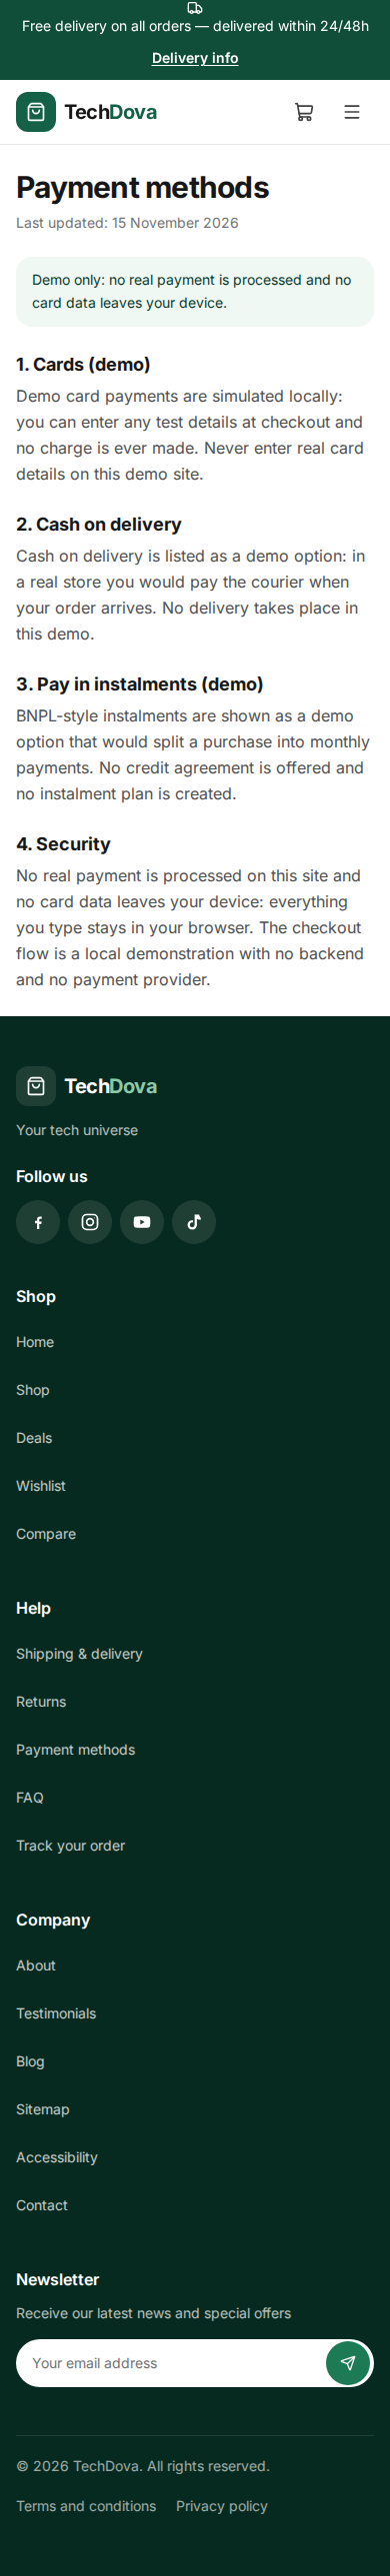 Free delivery on all orders — delivered within 24/48h
Delivery info
TechDova
Payment methods
Last updated: 15 November 2026
Demo only: no real payment is processed and no
card data leaves your device.
1. Cards (demo)
Demo card payments are simulated locally:
you can enter any test details at checkout and
no charge is ever made. Never enter real card
details on this demo site.
2. Cash on delivery
Cash on delivery is listed as a demo option: in
a real store you would pay the courier when
your order arrives. No delivery takes place in
this demo.
3. Pay in instalments (demo)
BNPL-style instalments are shown as a demo
option that would split a purchase into monthly
payments. No credit agreement is offered and
no instalment plan is created.
4. Security
No real payment is processed on this site and
no card data leaves your device: everything
you type stays in your browser. The checkout
flow is a local demonstration with no backend
and no payment provider.
TechDova
Your tech universe
Follow us
Shop
Home
Shop
Deals
Wishlist
Compare
Help
Shipping & delivery
Returns
Payment methods
FAQ
Track your order
Company
About
Testimonials
Blog
Sitemap
Accessibility
Contact
Newsletter
Receive our latest news and special offers
Your email address
© 2026 TechDova. All rights reserved.
Terms and conditions Privacy policy